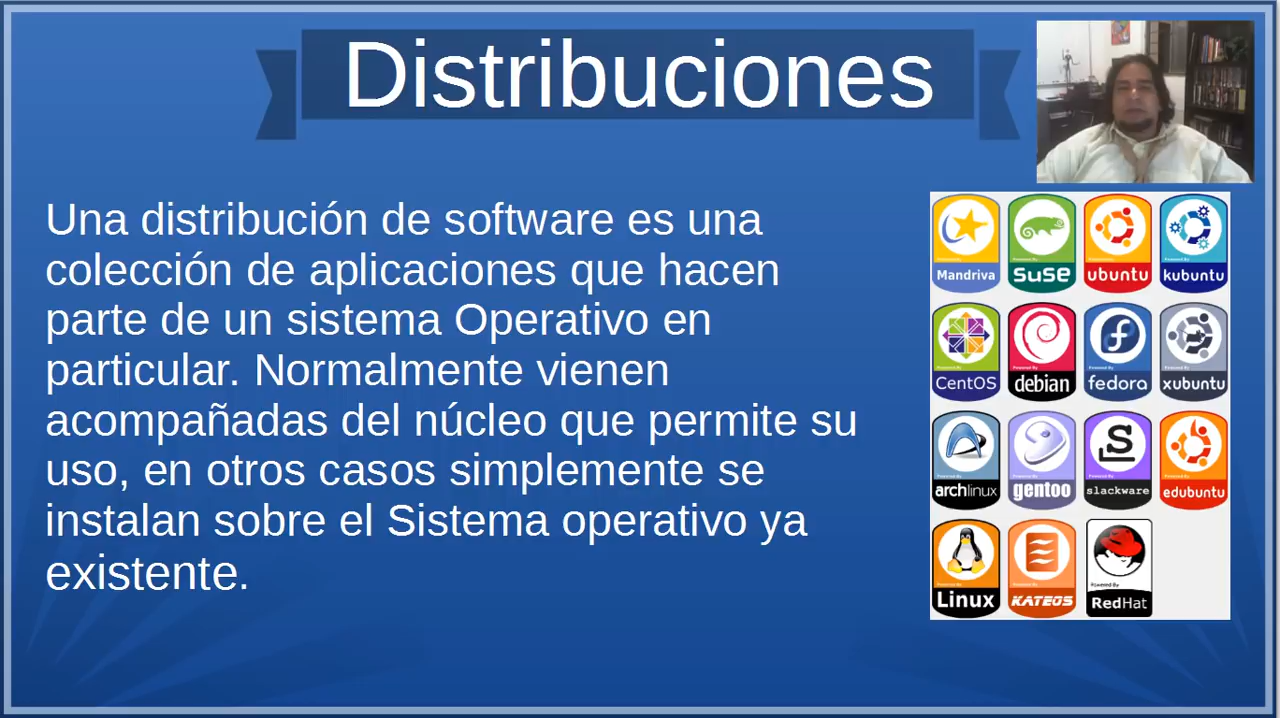 Distribuciones
Una distribución de software es una
colección de aplicaciones que hacen
parte de un sistema Operativo en
particular. Normalmente vienen
acompañadas del núcleo que permite su
uso, en otros casos simplemente se
instalan sobre el Sistema operativo ya
existente.
Mandriva
SuSE
ubuntu
kubuntu
CentOS
debian
fedora
xubuntu
archlinux
gentoo
slackware
edubuntu
Linux
KATEOS
Powered By
RedHat